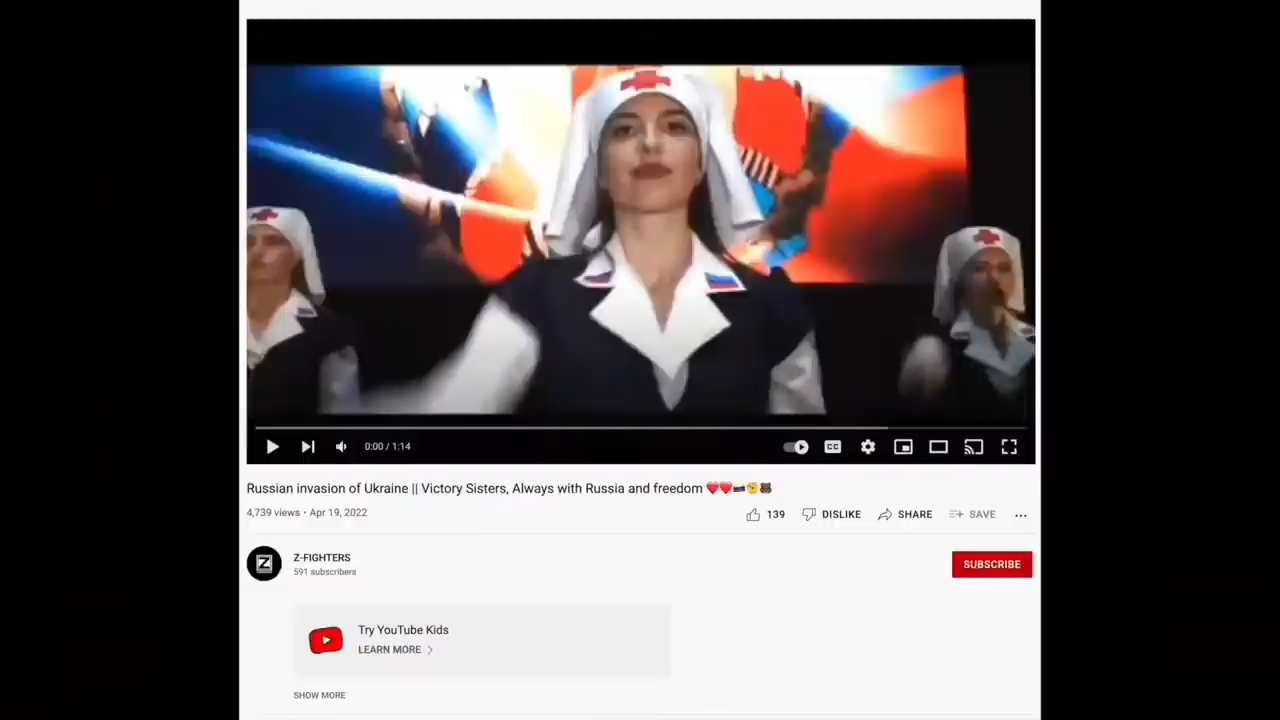 0:00 / 1:14
CC
Russian invasion of Ukraine || Victory Sisters, Always with Russia and freedom ❤️❤️🇷🇺✊🐻
4,739 views • Apr 19, 2022
139
DISLIKE
SHARE
SAVE
...
Z
Z-FIGHTERS
591 subscribers
SUBSCRIBE
Try YouTube Kids
LEARN MORE
SHOW MORE